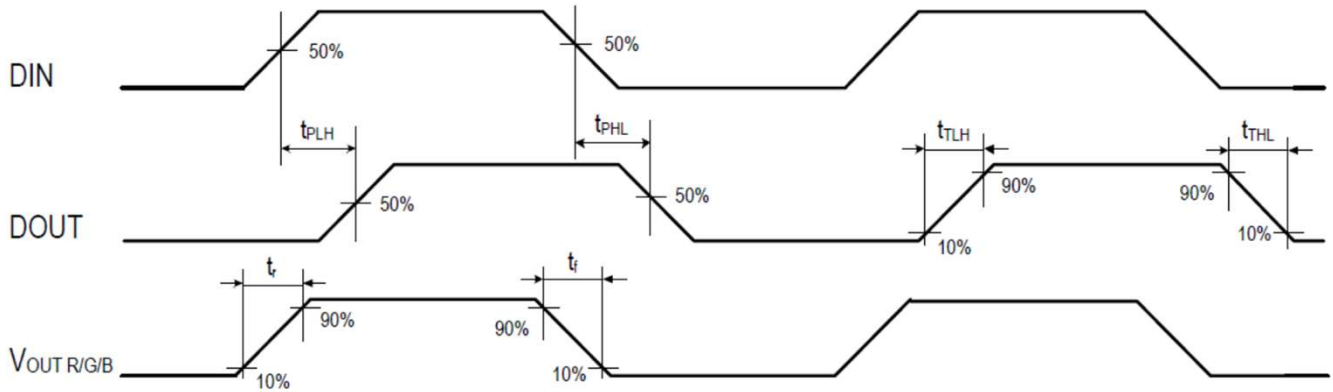 DIN
50%
50%
tPLH
tPHL
tTLH
tTHL
DOUT
50%
50%
90%
10%
90%
10%
tr
tf
VOUT R/G/B
90%
10%
90%
10%